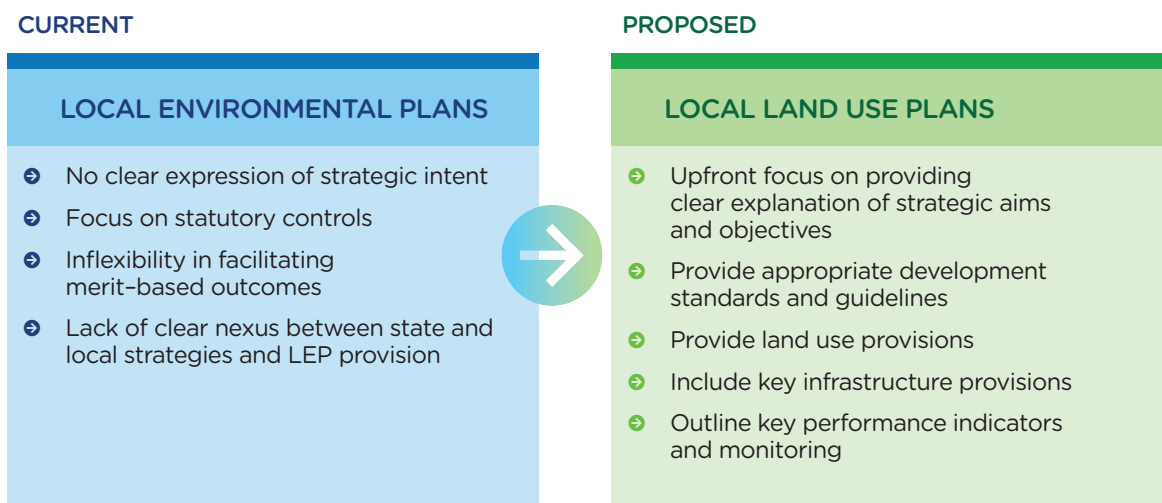 CURRENT
LOCAL ENVIRONMENTAL PLANS
No clear expression of strategic intent
Focus on statutory controls
Inflexibility in facilitating
merit–based outcomes
Lack of clear nexus between state and
local strategies and LEP provision
PROPOSED
LOCAL LAND USE PLANS
Upfront focus on providing
clear explanation of strategic aims
and objectives
Provide appropriate development
standards and guidelines
Provide land use provisions
Include key infrastructure provisions
Outline key performance indicators
and monitoring